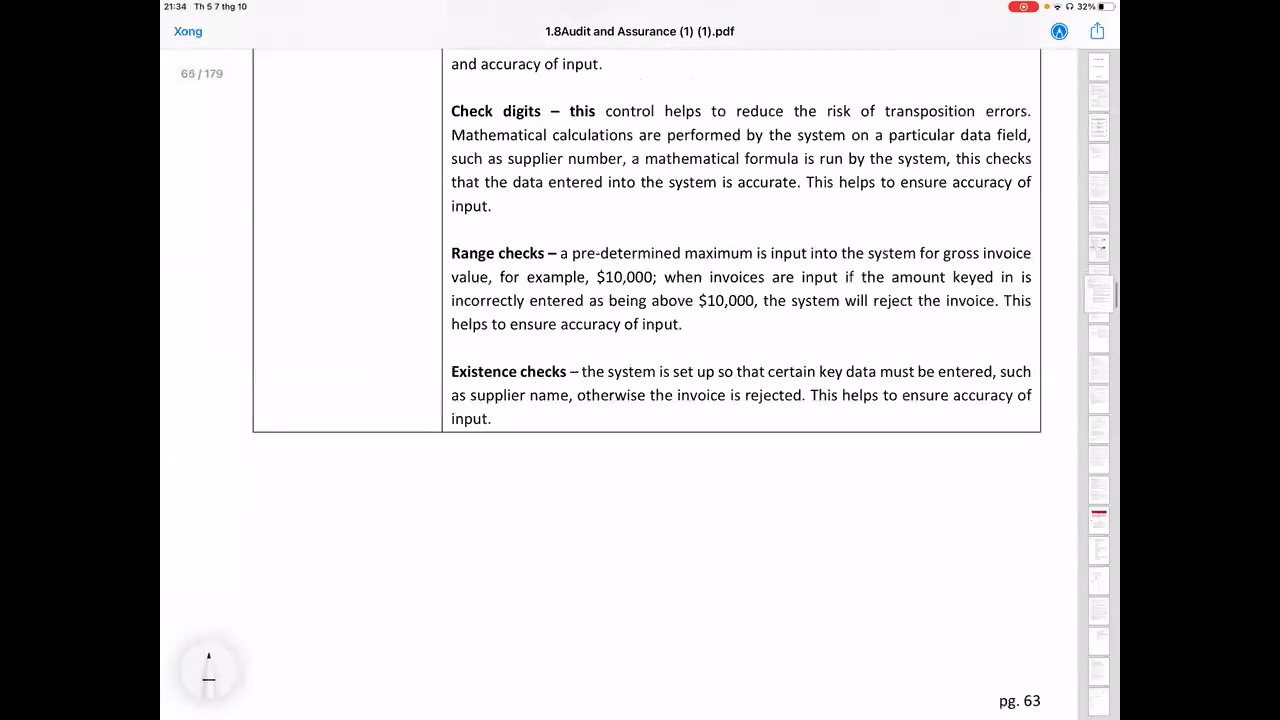 21:34 Th 5 7 thg 10
32%
Xong
1.8Audit and Assurance (1) (1).pdf
66 / 179
and accuracy of input.
Check digits – this control helps to reduce the risk of transposition errors.
Mathematical calculations are performed by the system on a particular data field,
such as supplier number, a mathematical formula is run by the system, this checks
that the data entered into the system is accurate. This helps to ensure accuracy of
input.
Range checks – a pre-determined maximum is input into the system for gross invoice
value, for example, $10,000; when invoices are input if the amount keyed in is
incorrectly entered as being above $10,000, the system will reject the invoice. This
helps to ensure accuracy of input.
Existence checks – the system is set up so that certain key data must be entered, such
as supplier name, otherwise the invoice is rejected. This helps to ensure accuracy of
input.
pg. 63